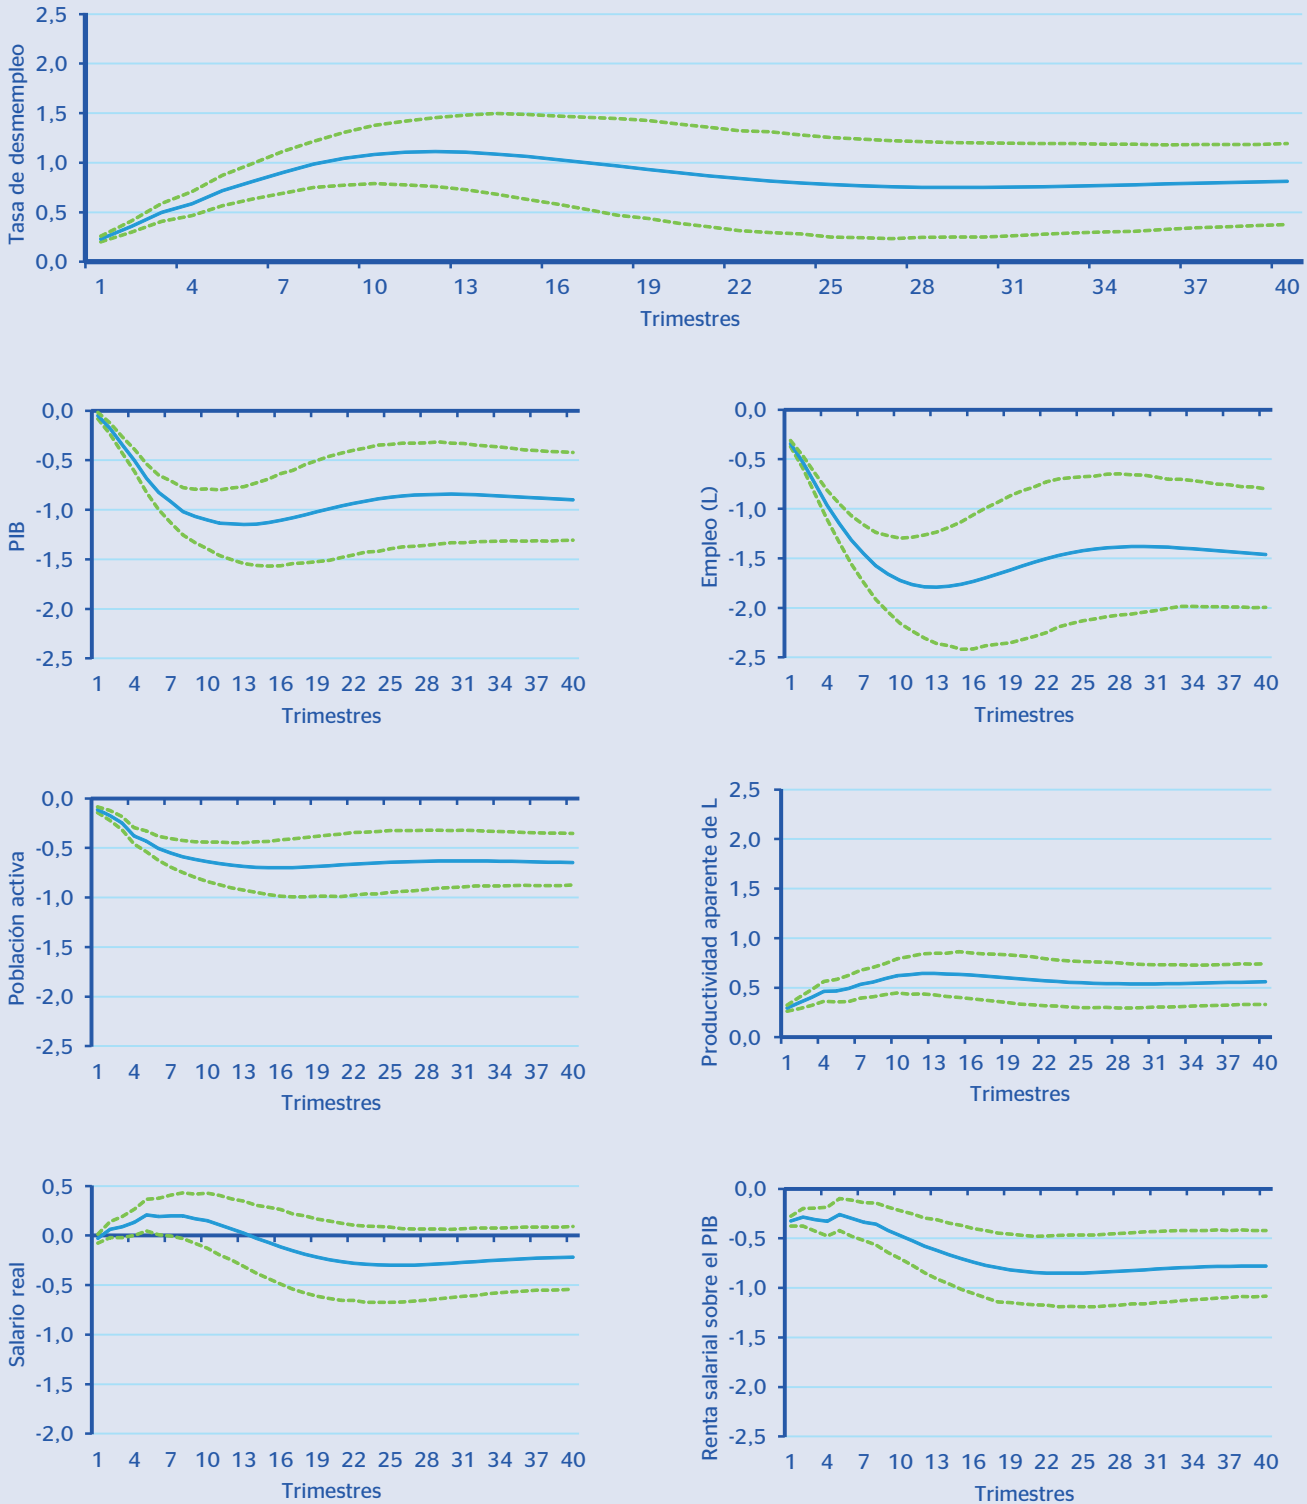 Tasa de desmempleo
2,5
2,0
1,5
1,0
0,5
0,0
1 4 7 10 13 16 19 22 25 28 31 34 37 40
Trimestres
PIB
0,0
-0,5
-1,0
-1,5
-2,0
-2,5
1 4 7 10 13 16 19 22 25 28 31 34 37 40
Trimestres
Empleo (L)
0,0
-0,5
-1,0
-1,5
-2,0
-2,5
1 4 7 10 13 16 19 22 25 28 31 34 37 40
Trimestres
Población activa
0,0
-0,5
-1,0
-1,5
-2,0
-2,5
1 4 7 10 13 16 19 22 25 28 31 34 37 40
Trimestres
Productividad aparente de L
2,5
2,0
1,5
1,0
0,5
0,0
1 4 7 10 13 16 19 22 25 28 31 34 37 40
Trimestres
Salario real
0,5
0,0
-0,5
-1,0
-1,5
-2,0
1 4 7 10 13 16 19 22 25 28 31 34 37 40
Trimestres
Renta salarial sobre el PIB
0,0
-0,5
-1,0
-1,5
-2,0
-2,5
1 4 7 10 13 16 19 22 25 28 31 34 37 40
Trimestres